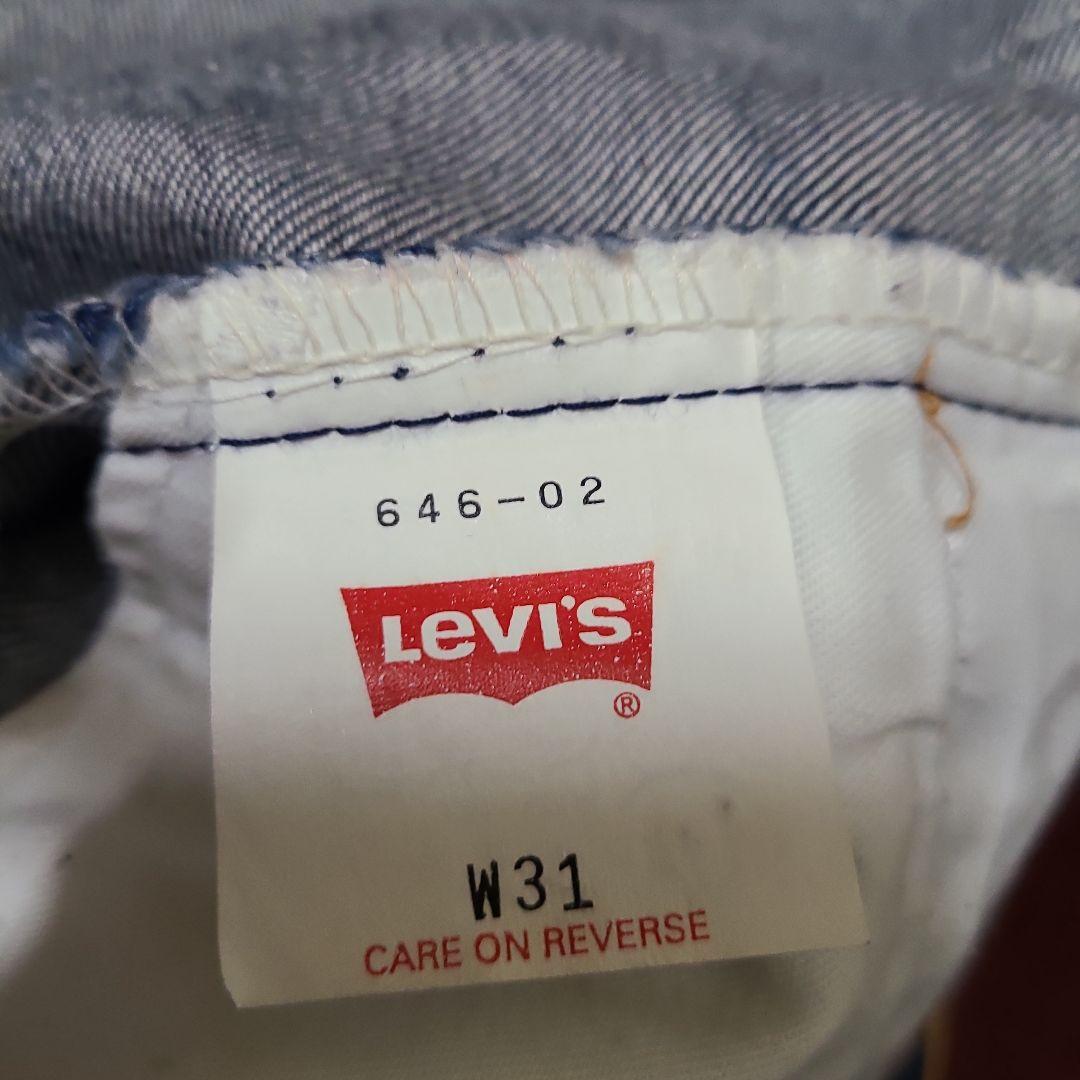 646-02
Levi's
®
W31
CARE ON REVERSE